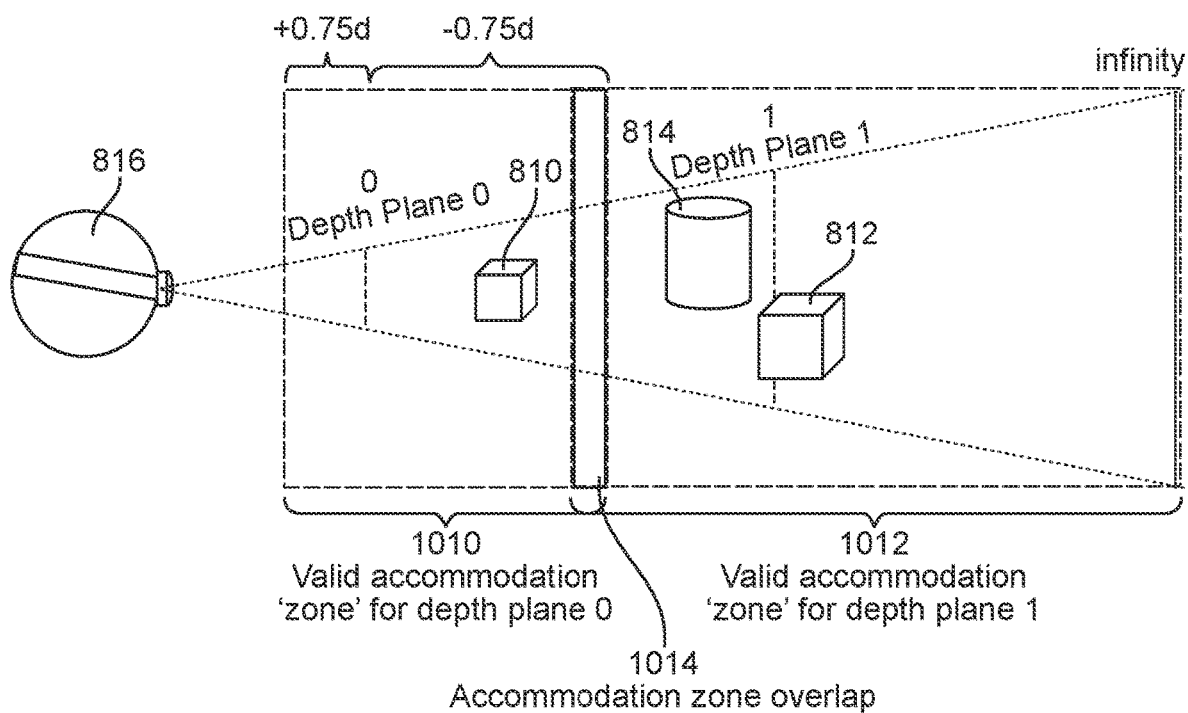 +0.75d
-0.75d
infinity
816
0
Depth Plane 0
810
814
1
Depth Plane 1
812
1010
Valid accommodation
‘zone’ for depth plane 0
1012
Valid accommodation
‘zone’ for depth plane 1
1014
Accommodation zone overlap